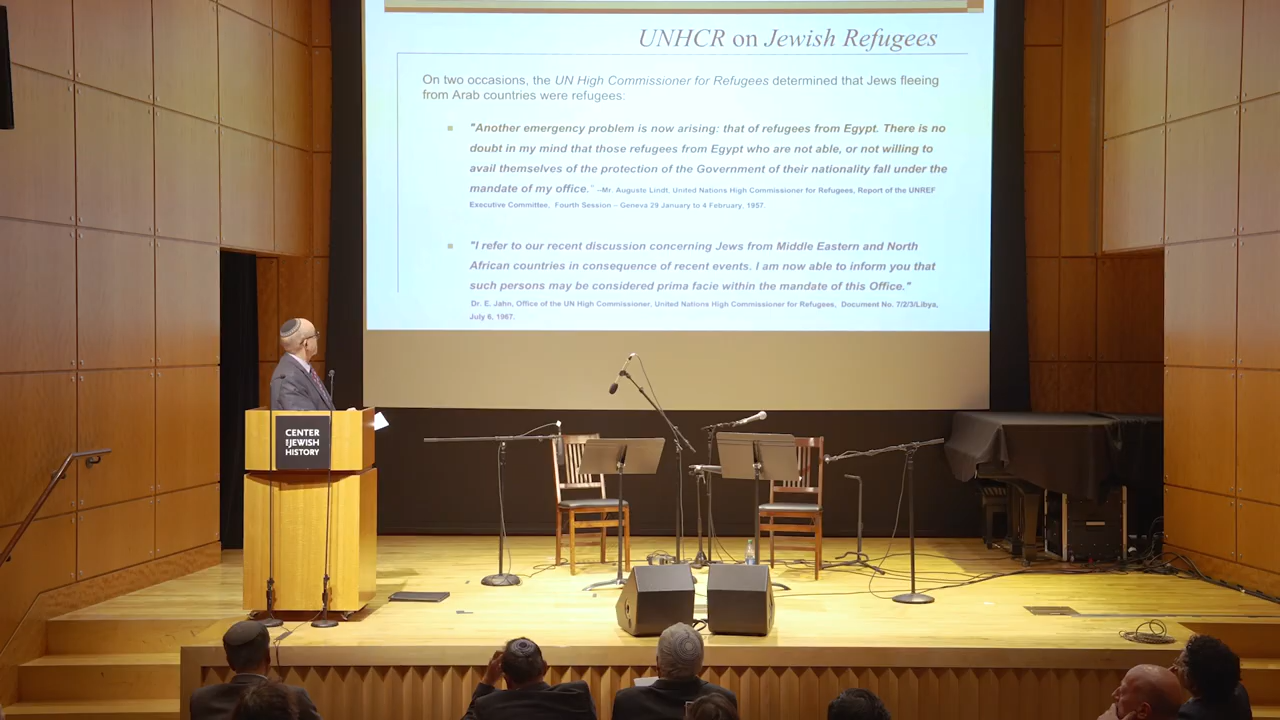 UNHCR on Jewish Refugees
On two occasions, the UN High Commissioner for Refugees determined that Jews fleeing
from Arab countries were refugees:
"Another emergency problem is now arising: that of refugees from Egypt. There is no
doubt in my mind that those refugees from Egypt who are not able, or not willing to
avail themselves of the protection of the Government of their nationality fall under the
mandate of my office." –Mr. Auguste Lindt, United Nations High Commissioner for Refugees, Report of the UNREF
Executive Committee, Fourth Session – Geneva 29 January to 4 February, 1957.
"I refer to our recent discussion concerning Jews from Middle Eastern and North
African countries in consequence of recent events. I am now able to inform you that
such persons may be considered prima facie within the mandate of this Office."
Dr. E. Jahn, Office of the UN High Commissioner, United Nations High Commissioner for Refugees, Document No. 7/2/3/Libya,
July 6, 1967.
CENTER
FOR JEWISH
HISTORY